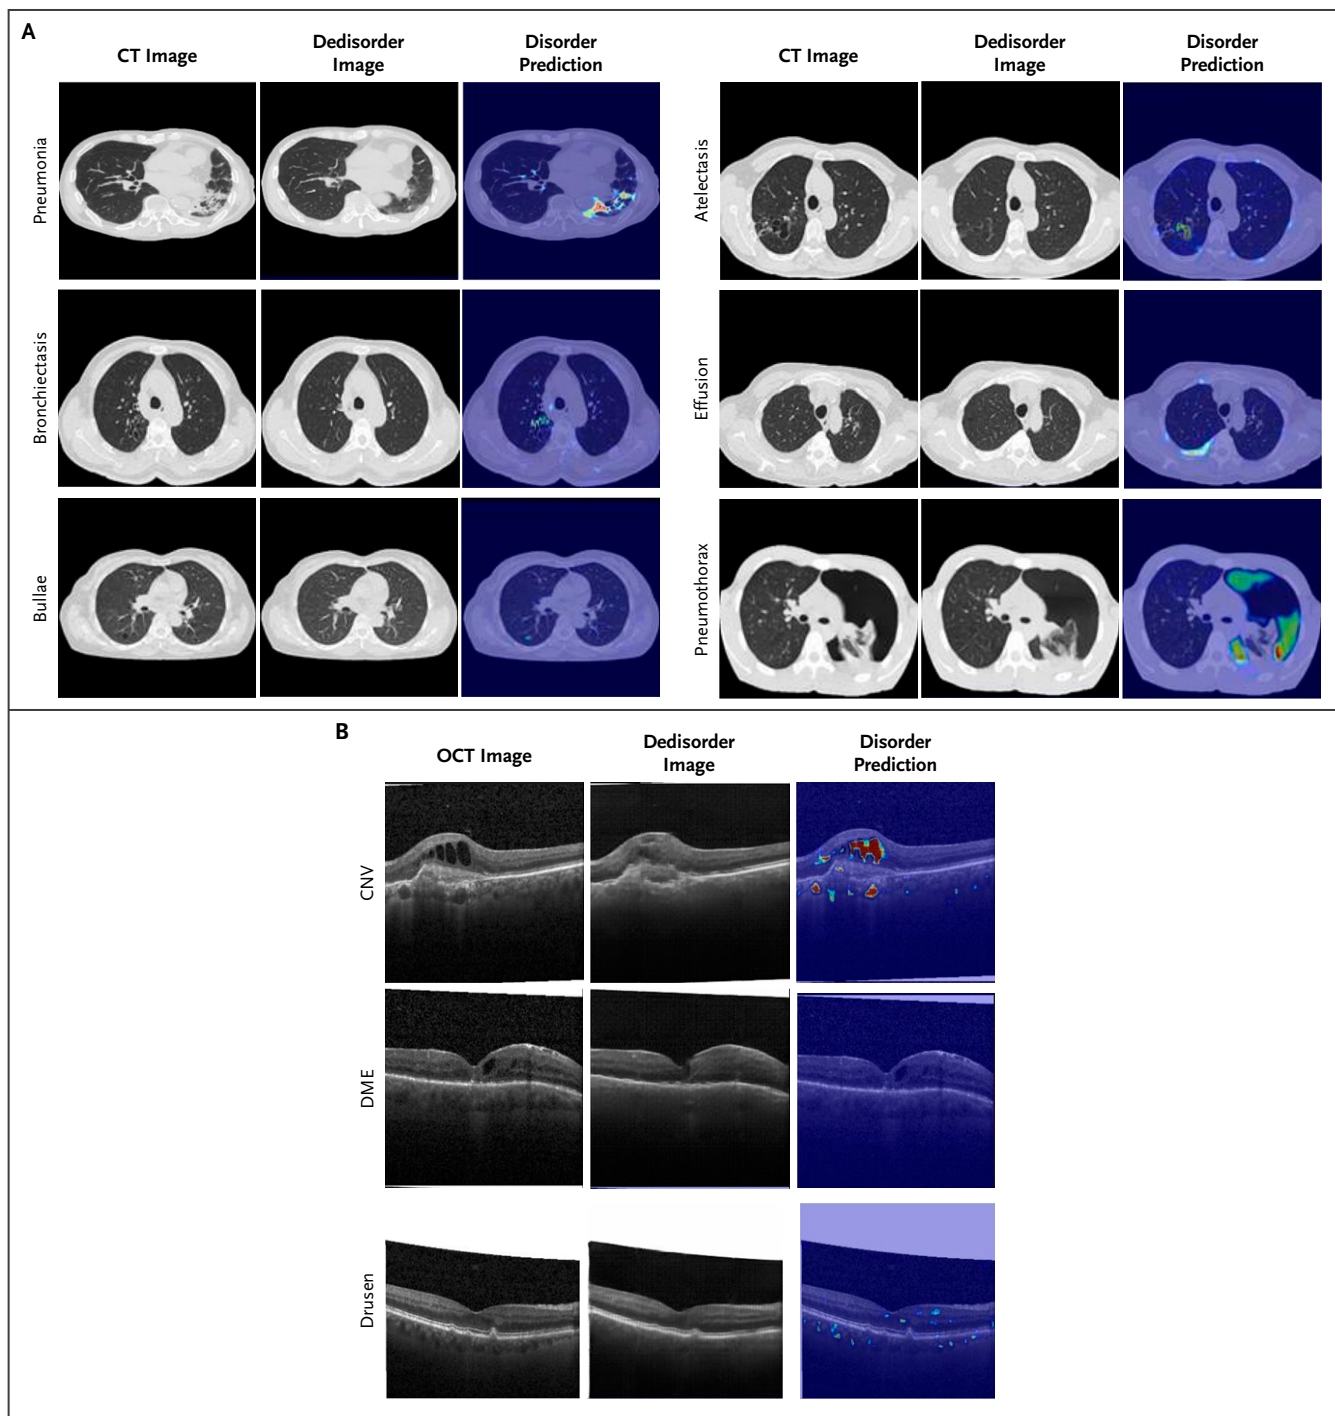 A
CT Image
Dedisorder
Image
Disorder
Prediction
Pneumonia
Bronchiectasis
Bullae
CT Image
Dedisorder
Image
Disorder
Prediction
Atelectasis
Effusion
Pneumothorax
B
OCT Image
Dedisorder
Image
Disorder
Prediction
CNV
DME
Drusen